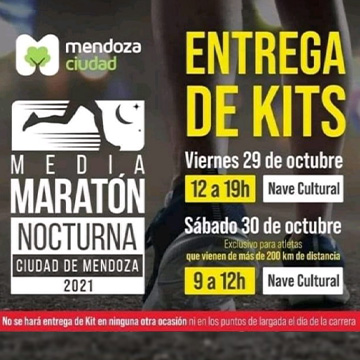 mendoza
ciudad
MEDIA
MARATÓN
NOCTURNA
CIUDAD DE MENDOZA
2021
ENTREGA
DE KITS
Viernes 29 de octubre
12 a 19h Nave Cultural
Sábado 30 de octubre
Exclusivo para atletas
que vienen de más de 200 km de distancia
9 a 12h Nave Cultural
No se hará entrega de Kit en ninguna otra ocasión ni en los puntos de largada el día de la carrera